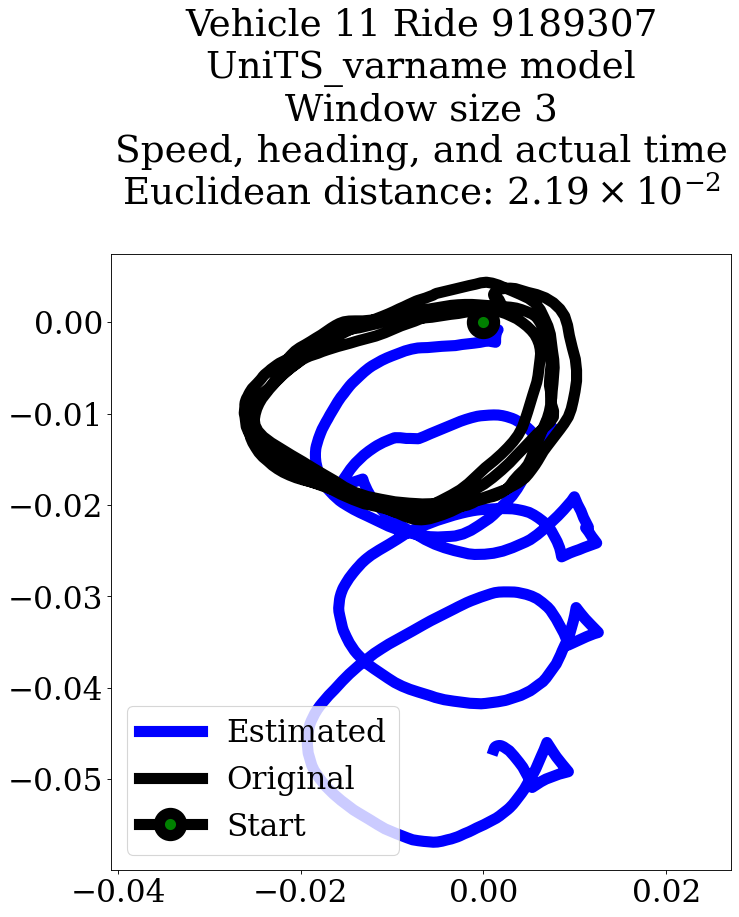 Vehicle 11 Ride 9189307
UniTS_varname model
Window size 3
Speed, heading, and actual time
Euclidean distance: 2.19 × 10⁻²
0.00
−0.01
−0.02
−0.03
−0.04
−0.05
Estimated
Original
Start
−0.04
−0.02
0.00
0.02